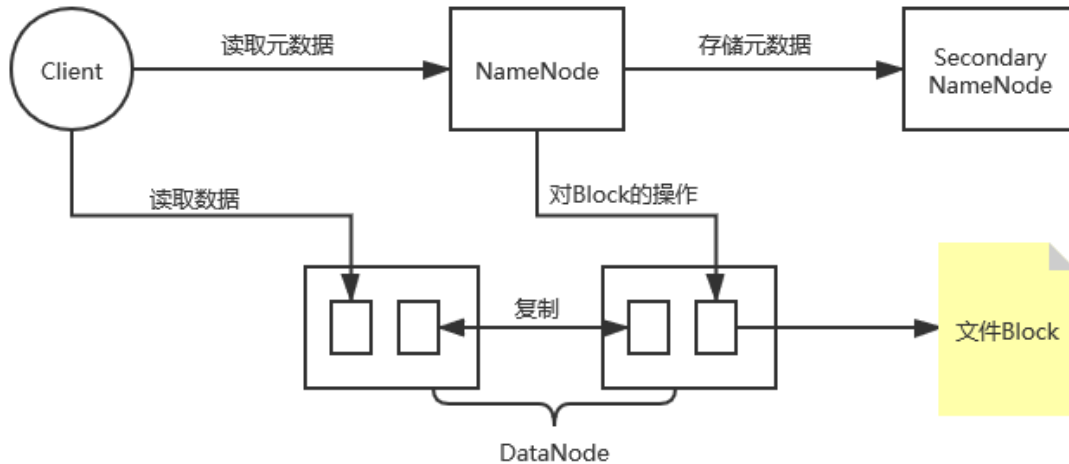 读取元数据
存储元数据
Client
NameNode
Secondary
NameNode
读取数据
对Block的操作
复制
文件Block
DataNode